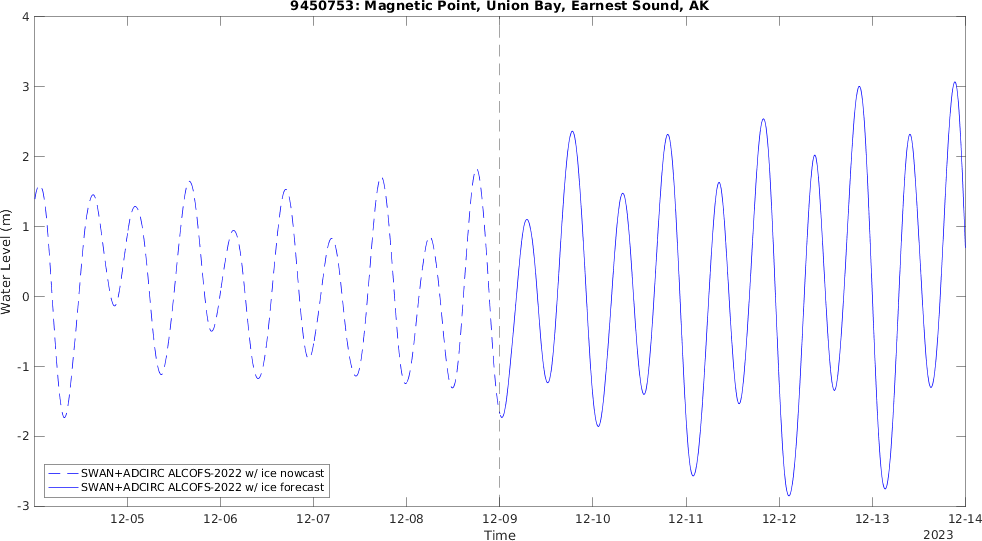 9450753: Magnetic Point, Union Bay, Earnest Sound, AK
4
3
2
1
0
-1
-2
-3
Water Level (m)
SWAN+ADCIRC ALCOFS-2022 w/ ice nowcast
SWAN+ADCIRC ALCOFS-2022 w/ ice forecast
12-05 12-06 12-07 12-08 12-09 12-10 12-11 12-12 12-13 12-14
Time
2023